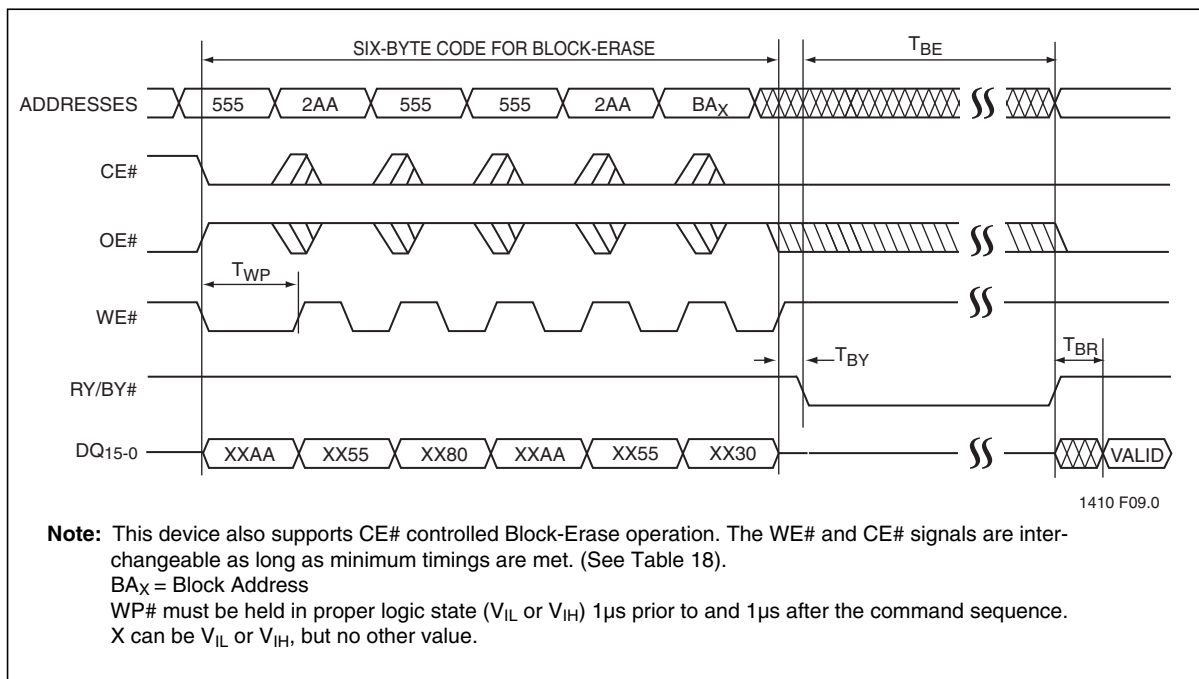 SIX-BYTE CODE FOR BLOCK-ERASE
TBE
ADDRESSES
555
2AA
555
555
2AA
BAX
CE#
OE#
TWP
WE#
TBY
TBR
RY/BY#
DQ15-0
XXAA
XX55
XX80
XXAA
XX55
XX30
VALID
1410 F09.0
Note: This device also supports CE# controlled Block-Erase operation. The WE# and CE# signals are inter-
changeable as long as minimum timings are met. (See Table 18).
BAX = Block Address
WP# must be held in proper logic state (VIL or VIH) 1µs prior to and 1µs after the command sequence.
X can be VIL or VIH, but no other value.